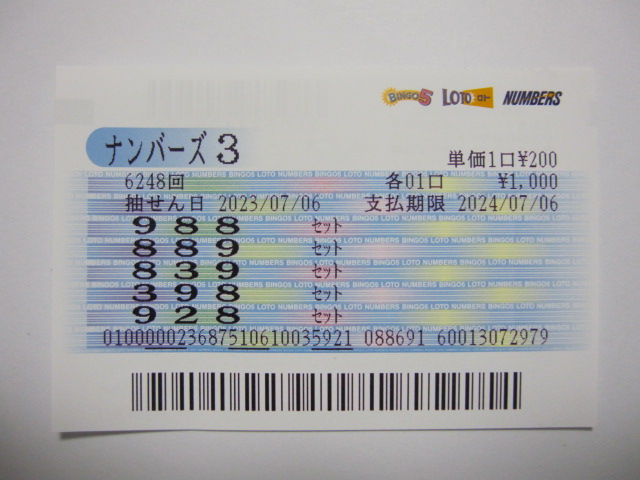 BINGO5 LOTO NUMBERS
ナンバーズ3
単価1口¥200
6248回 各01口 ¥1,000
抽せん日 2023/07/06 支払期限 2024/07/06
988 セット
889 セット
839 セット
398 セット
928 セット
010000023687510610035921 088691 60013072979